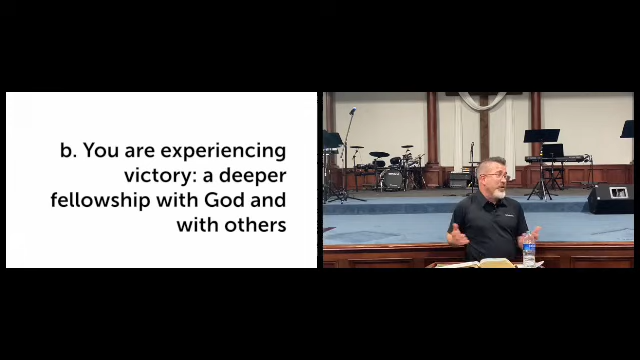 b. You are experiencing
victory: a deeper
fellowship with God and
with others